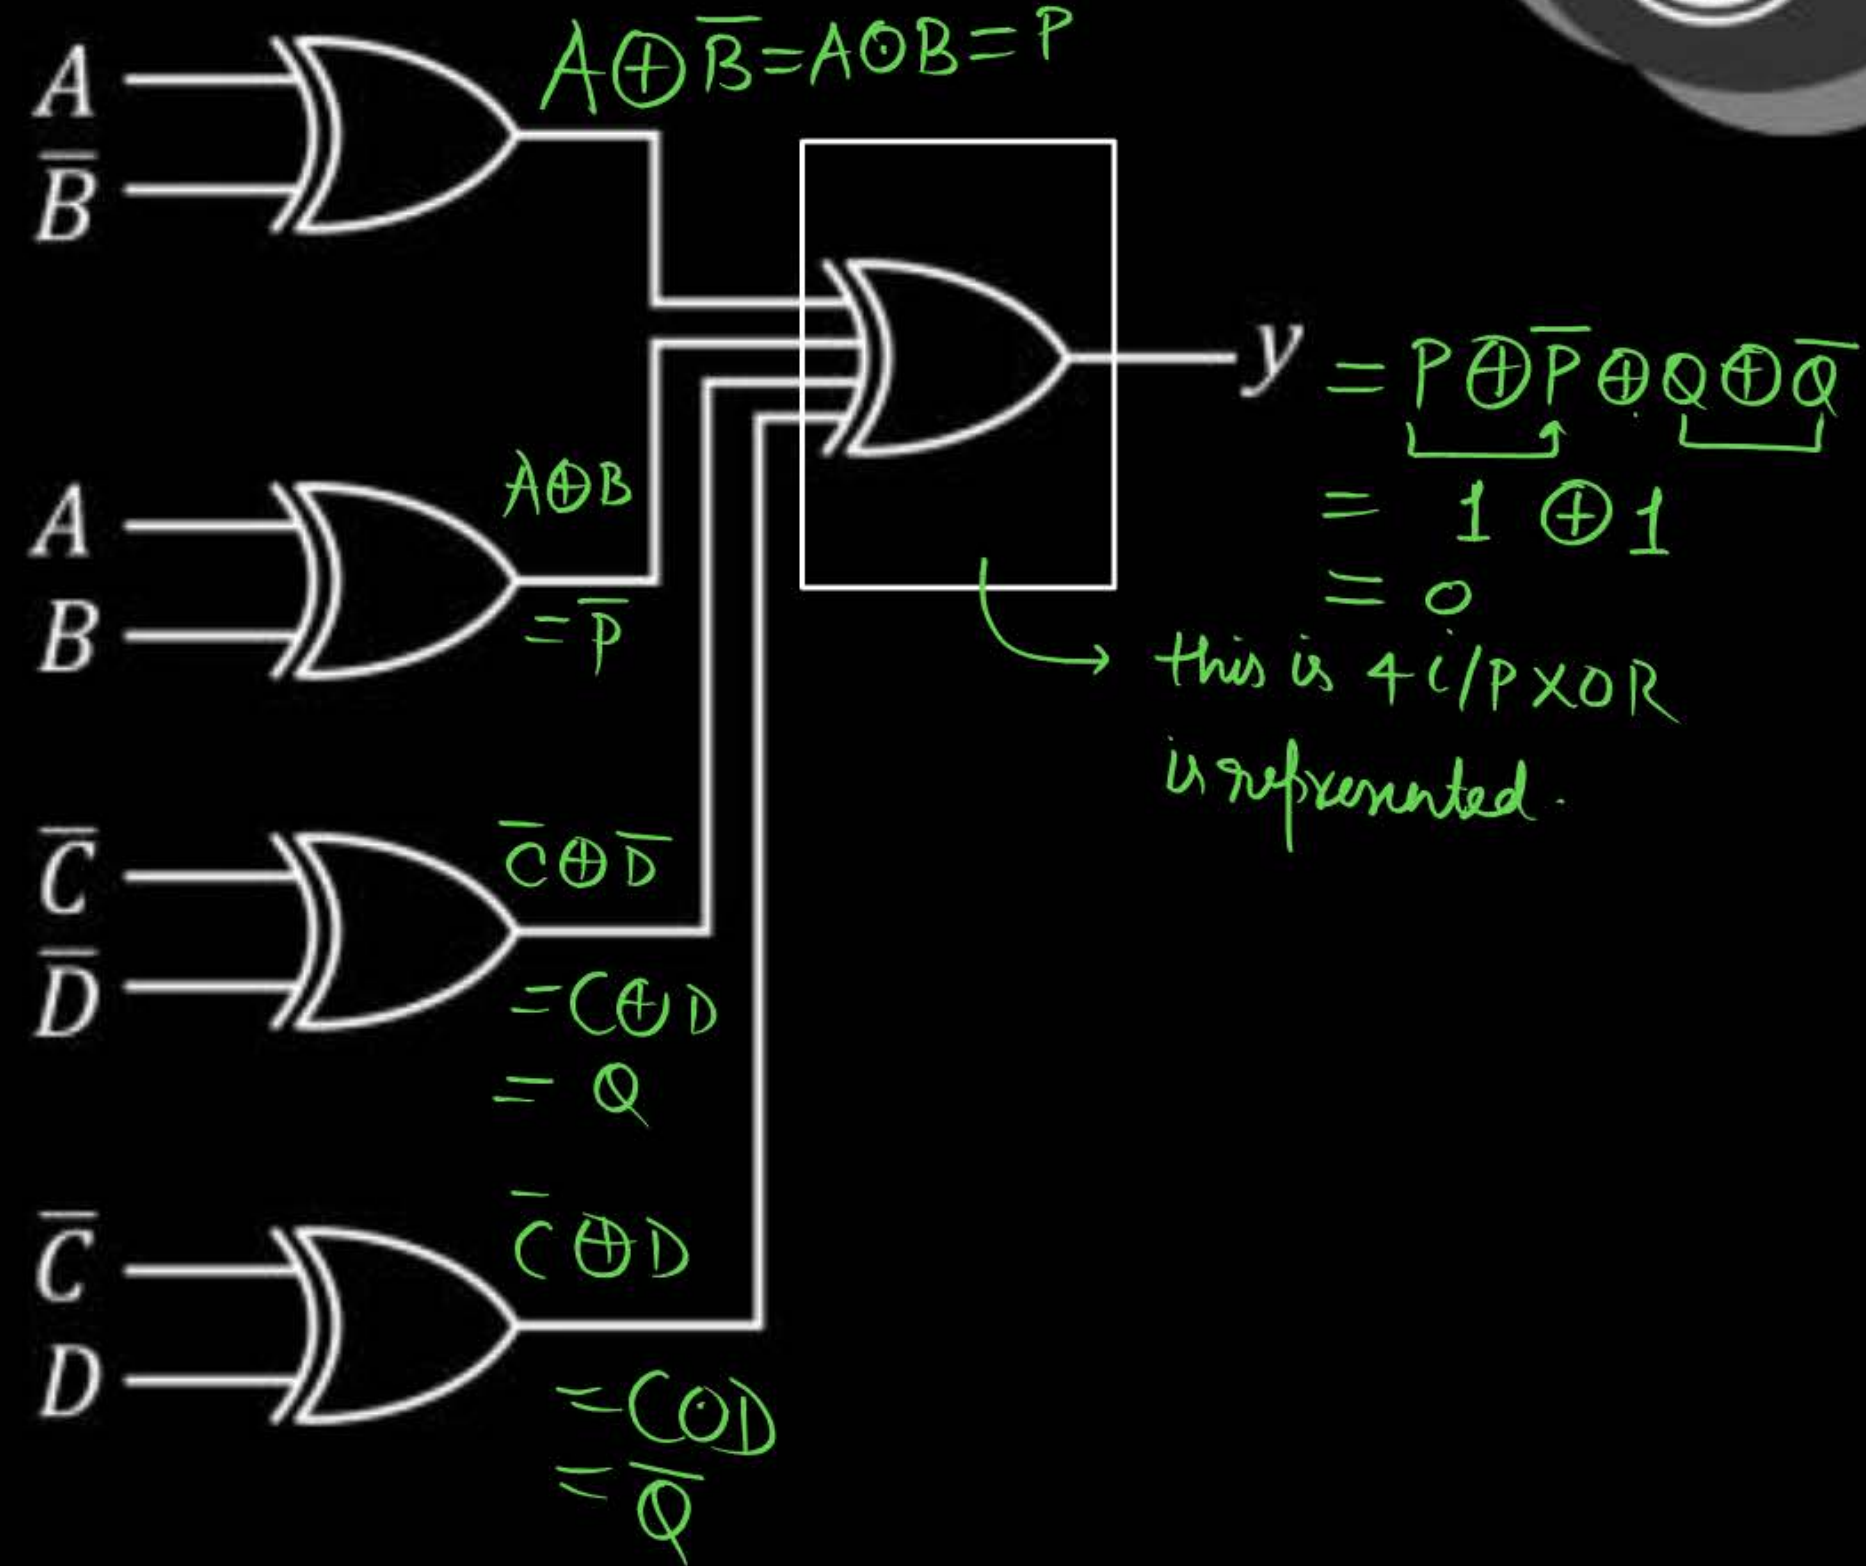 A
B̅
A ⊕ B̅ = A ⊙ B = P
A
B
A⊕B
= P̅
y = P ⊕ P̅ ⊕ Q ⊕ Q̅
= 1 ⊕ 1
= 0
this is 4 i/P XOR
is represented.
C̅
D̅
C̅ ⊕ D̅
= C ⊕ D
= Q
C̅
D
C̅ ⊕ D
= C ⊙ D
= Q̅